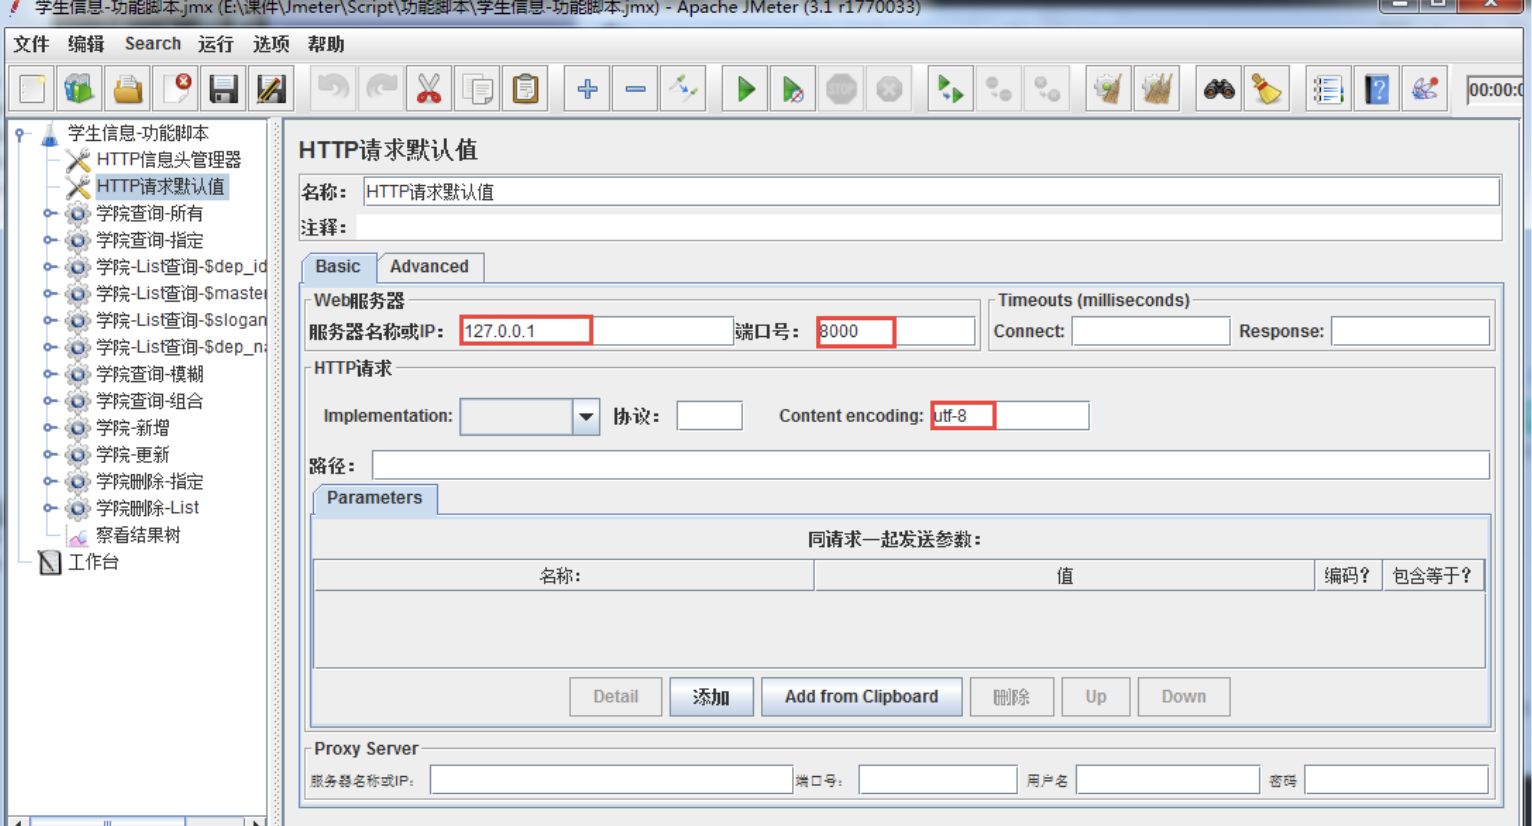 学生信息-功能脚本.jmx (E:\课件\Jmeter\Script\功能脚本\学生信息-功能脚本.jmx) - Apache JMeter (3.1 r1770033)
文件 编辑 Search 运行 选项 帮助
STOP
00:00:0
学生信息-功能脚本
HTTP信息头管理器
HTTP请求默认值
学院查询-所有
学院查询-指定
学院-List查询-$dep_id
学院-List查询-$master
学院-List查询-$slogan
学院-List查询-$dep_na
学院查询-模糊
学院查询-组合
学院-新增
学院-更新
学院删除-指定
学院删除-List
察看结果树
工作台
HTTP请求默认值
名称： HTTP请求默认值
注释：
Basic Advanced
Web服务器 Timeouts (milliseconds)
服务器名称或IP： 127.0.0.1 端口号： 8000 Connect: Response:
HTTP请求
Implementation: 协议： Content encoding: utf-8
路径：
Parameters
同请求一起发送参数：
名称： 值 编码？ 包含等于？
Detail 添加 Add from Clipboard 删除 Up Down
Proxy Server
服务器名称或IP： 端口号： 用户名 密码